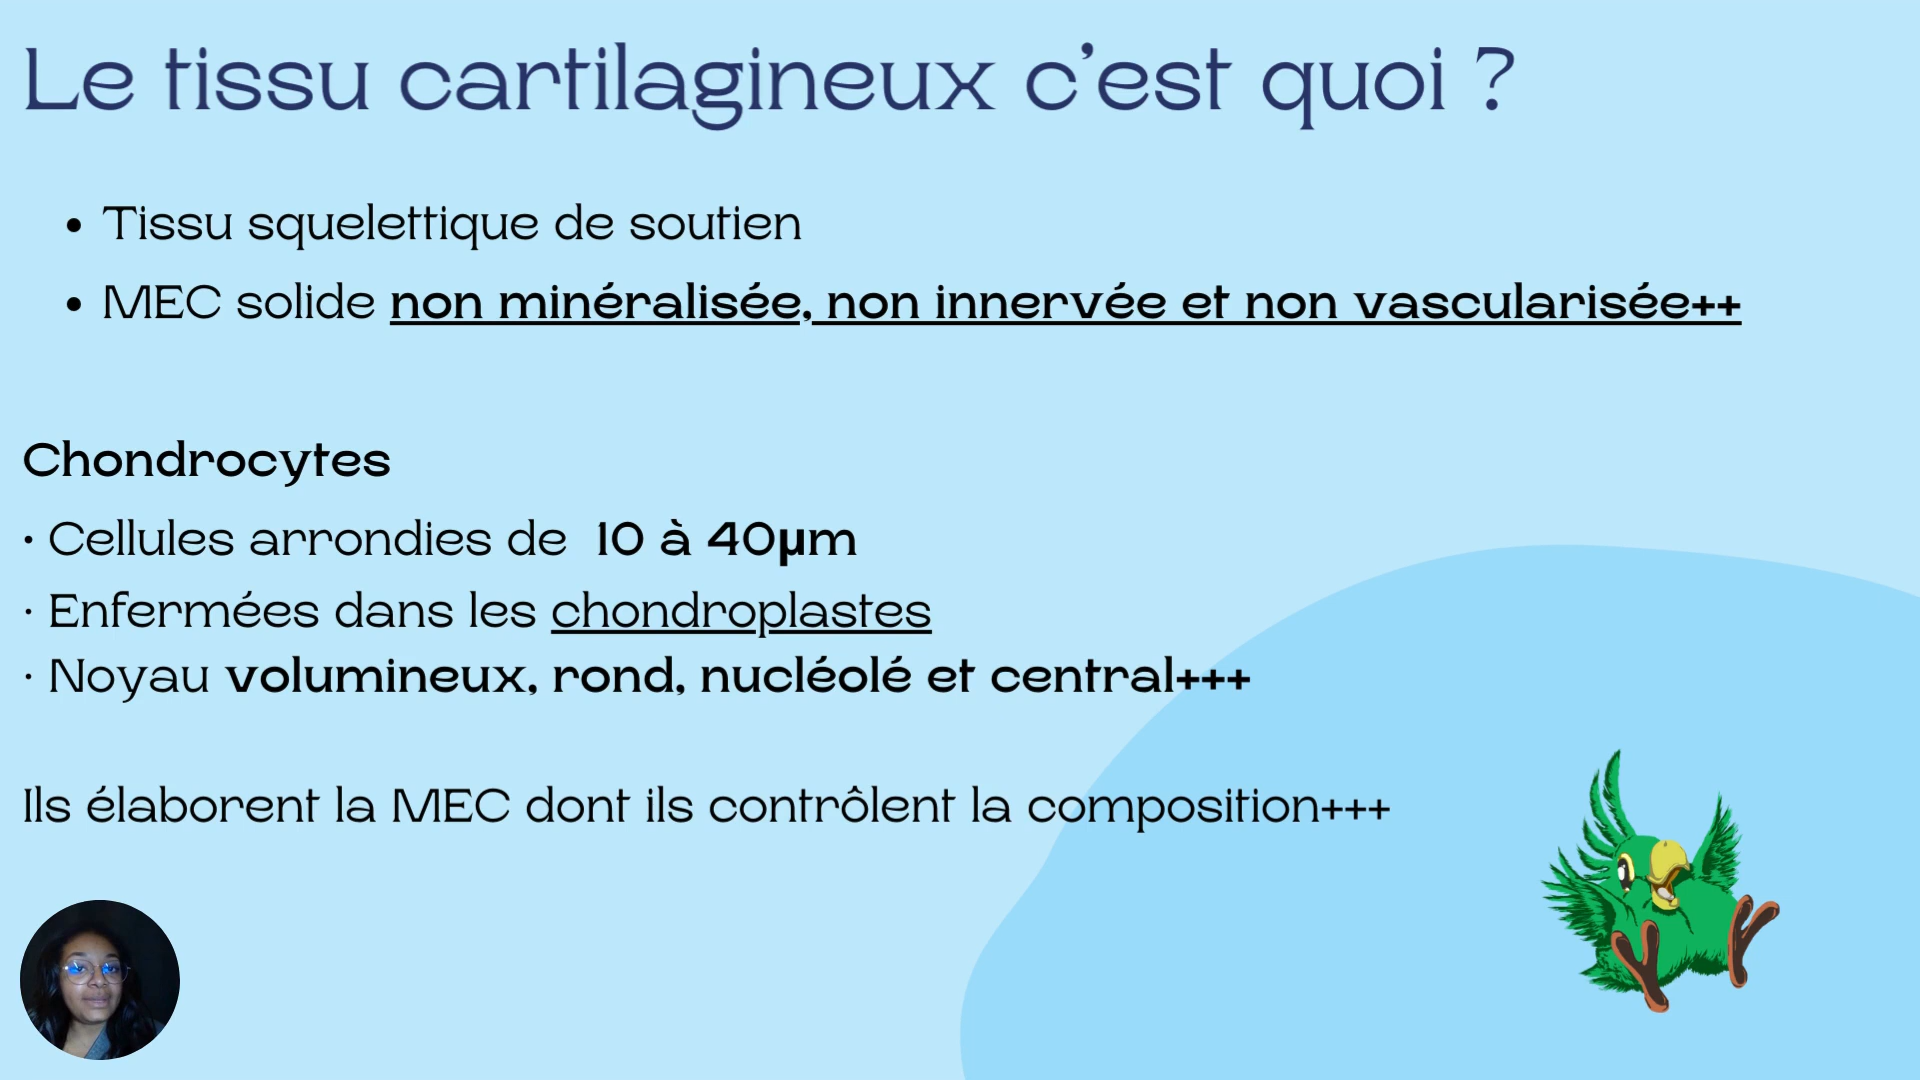 Le tissu cartilagineux c'est quoi ?
• Tissu squelettique de soutien
• MEC solide non minéralisée, non innervée et non vascularisée++
Chondrocytes
· Cellules arrondies de 10 à 40µm
· Enfermées dans les chondroplastes
· Noyau volumineux, rond, nucléolé et central+++
Ils élaborent la MEC dont ils contrôlent la composition+++